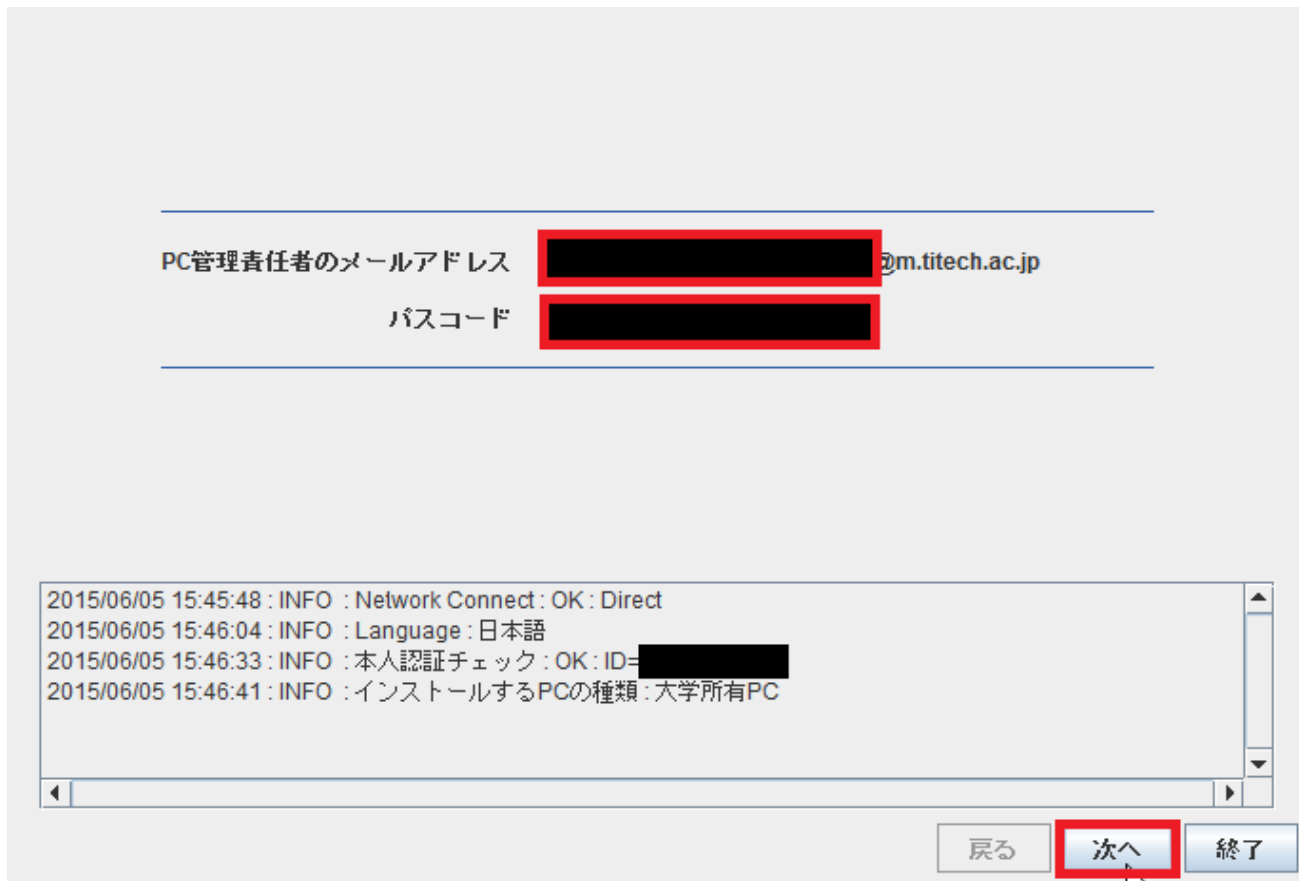 PC管理責任者のメールアドレス @m.titech.ac.jp
パスコード
2015/06/05 15:45:48 : INFO : Network Connect : OK : Direct
2015/06/05 15:46:04 : INFO : Language : 日本語
2015/06/05 15:46:33 : INFO : 本人認証チェック : OK : ID=
2015/06/05 15:46:41 : INFO : インストールするPCの種類 : 大学所有PC
戻る 次へ 終了